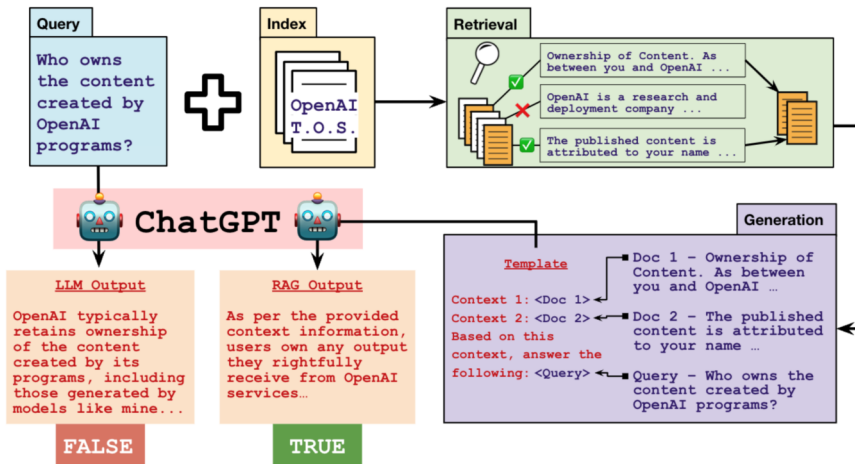 Query
Who owns
the content
created by
OpenAI
programs?
Index
OpenAI
T.O.S.
Retrieval
Ownership of Content. As
between you and OpenAI ...
OpenAI is a research and
deployment company ...
The published content is
attributed to your name ...
ChatGPT
LLM Output
OpenAI typically
retains ownership
of the content
created by its
programs, including
those generated by
models like mine...
FALSE
RAG Output
As per the provided
context information,
users own any output
they rightfully
receive from OpenAI
services…
TRUE
Generation
Template
Context 1: <Doc 1>
Context 2: <Doc 2>
Based on this
context, answer the
following: <Query>
Doc 1 – Ownership of
Content. As between
you and OpenAI …
Doc 2 – The published
content is attributed
to your name …
Query – Who owns the
content created by
OpenAI programs?